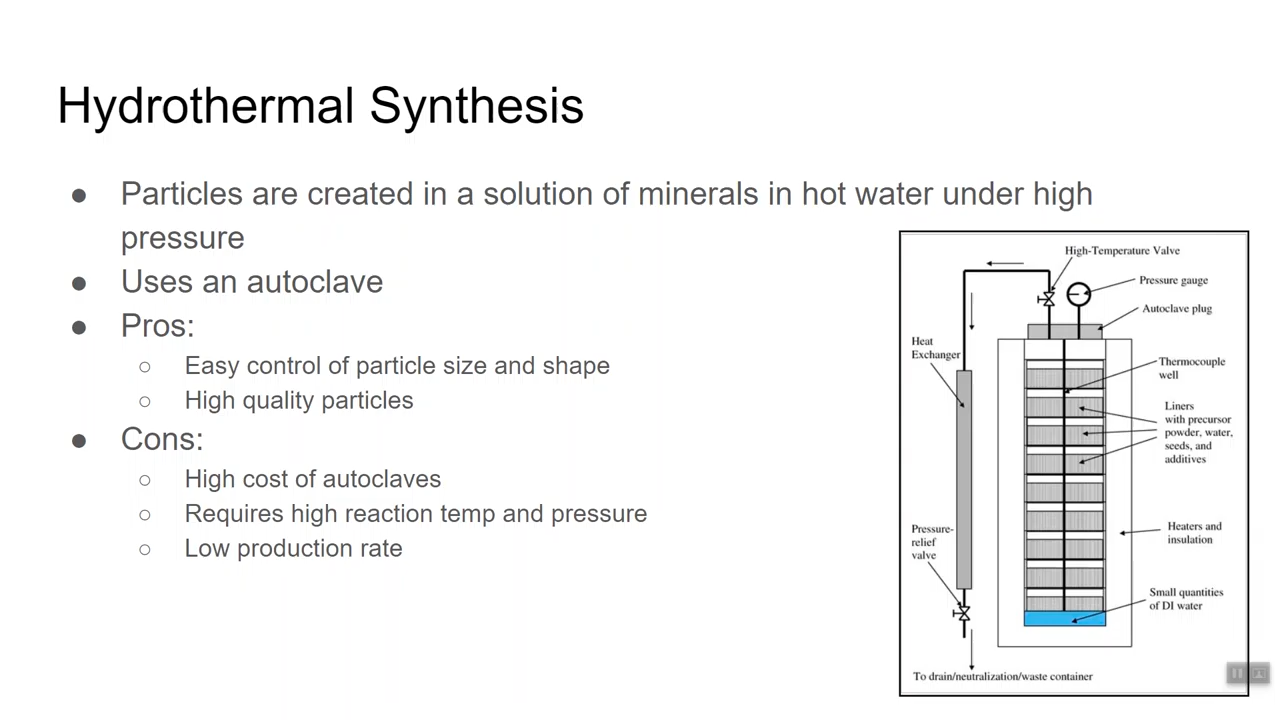 Hydrothermal Synthesis
● Particles are created in a solution of minerals in hot water under high
pressure
● Uses an autoclave
● Pros:
○ Easy control of particle size and shape
○ High quality particles
● Cons:
○ High cost of autoclaves
○ Requires high reaction temp and pressure
○ Low production rate
High-Temperature Valve
Pressure gauge
Autoclave plug
Heat
Exchanger
Thermocouple
well
Liners
with precursor
powder, water,
seeds, and
additives
Pressure-
relief
valve
Heaters and
insulation
Small quantities
of DI water
To drain/neutralization/waste container